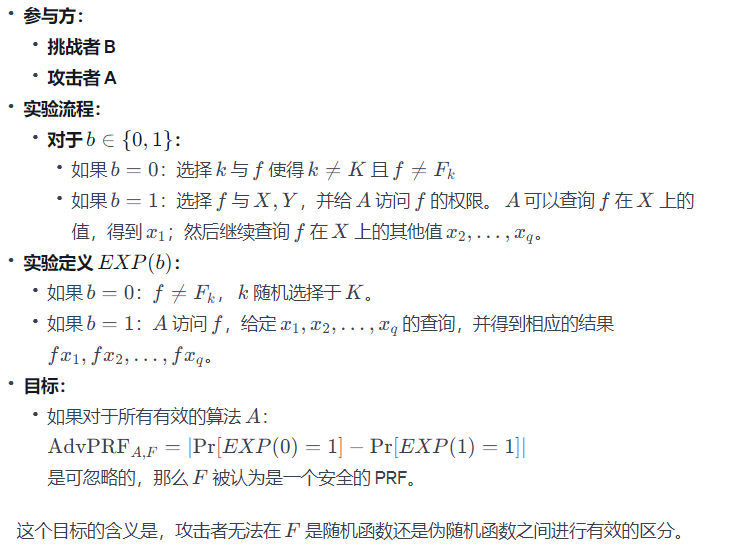 • 参与方：
• 挑战者 B
• 攻击者 A
• 实验流程：
• 对于 b ∈ {0, 1}：
• 如果 b = 0：选择 k 与 f 使得 k ≠ K 且 f ≠ F_k
• 如果 b = 1：选择 f 与 X, Y，并给 A 访问 f 的权限。 A 可以查询 f 在 X 上的
值，得到 x_1；然后继续查询 f 在 X 上的其他值 x_2, . . . , x_q。
• 实验定义 EXP(b)：
• 如果 b = 0：f ≠ F_k，k 随机选择于 K。
• 如果 b = 1：A 访问 f，给定 x_1, x_2, . . . , x_q 的查询，并得到相应的结果
fx_1, fx_2, . . . , fx_q。
• 目标：
• 如果对于所有有效的算法 A：
AdvPRF_{A,F} = |Pr[EXP(0) = 1] − Pr[EXP(1) = 1]|
是可忽略的，那么 F 被认为是一个安全的 PRF。
这个目标的含义是，攻击者无法在 F 是随机函数还是伪随机函数之间进行有效的区分。